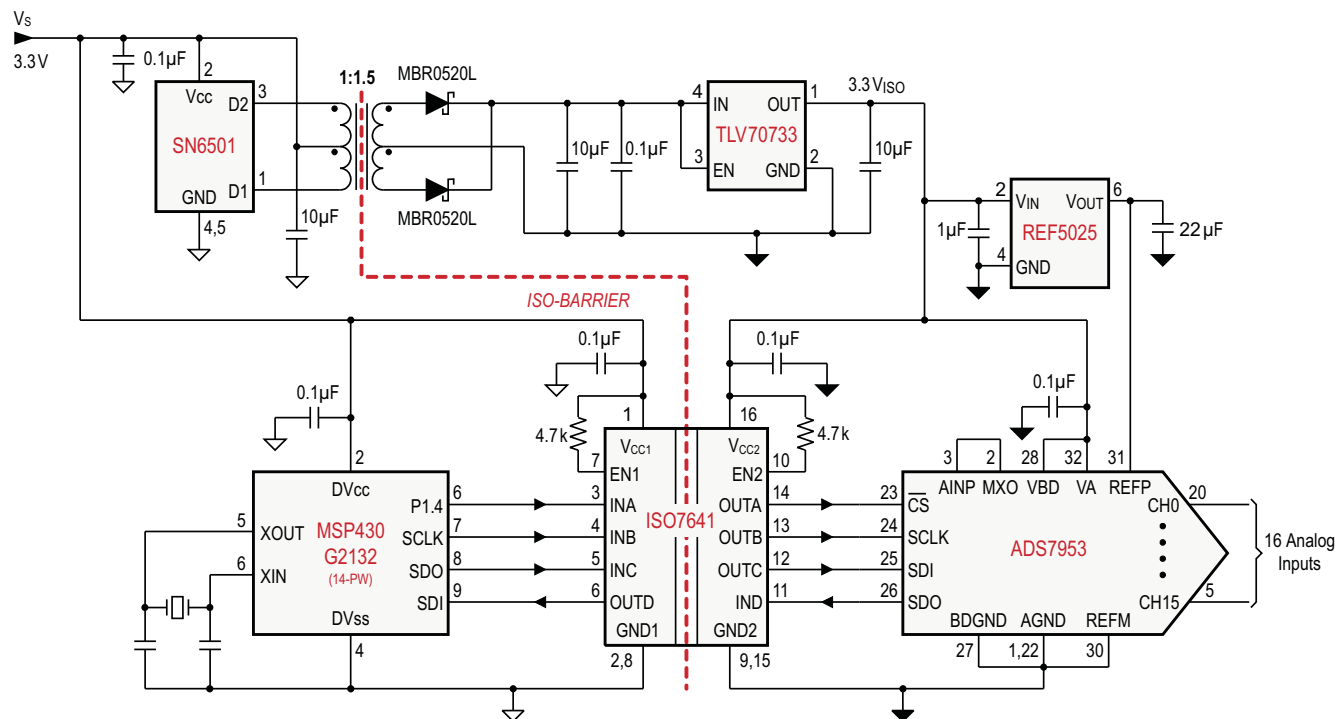 VS
3.3V
0.1µF
2
Vcc
D2
3
SN6501
D1
1
GND
4,5
10µF
1:1.5
MBR0520L
MBR0520L
10µF
0.1µF
4
IN
OUT
1
TLV70733
3
EN
GND
2
3.3VISO
10µF
2
VIN
VOUT
6
REF5025
1µF
4
GND
22µF
ISO-BARRIER
0.1µF
0.1µF
0.1µF
0.1µF
4.7k
1
16
4.7k
2
DVcc
5
XOUT
6
XIN
MSP430
G2132
(14-PW)
P1.4
6
SCLK
7
SDO
8
SDI
9
DVss
4
VCC1
7
EN1
3
INA
4
INB
5
INC
6
OUTD
GND1
2,8
ISO7641
VCC2
EN2
10
OUTA
14
OUTB
13
OUTC
12
IND
11
GND2
9,15
3
2
28
32
31
AINP
MXO
VBD
VA
REFP
23
CS
24
SCLK
25
SDI
26
SDO
ADS7953
CH0
20
CH15
5
16 Analog
Inputs
BDGND
AGND
REFM
27
1,22
30